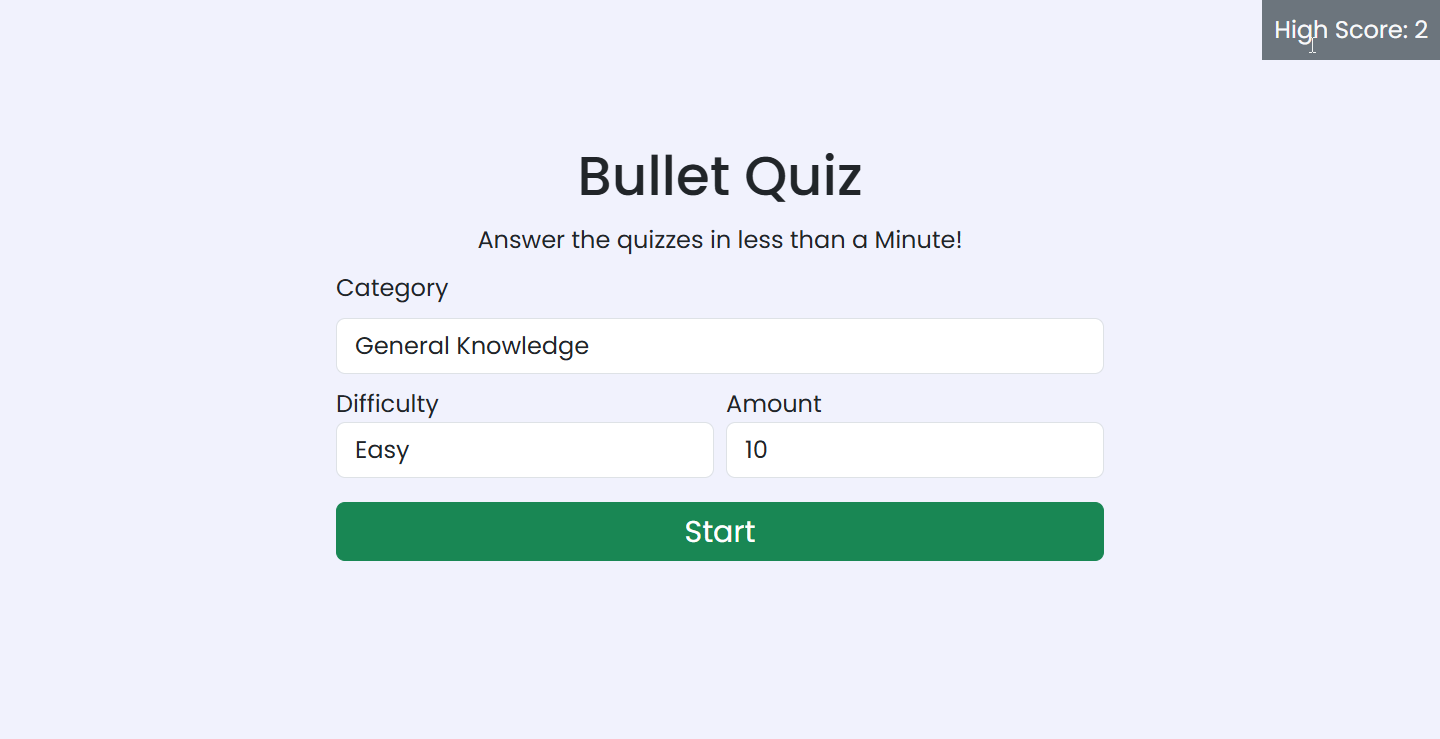 High Score: 2
Bullet Quiz
Answer the quizzes in less than a Minute!
Category
General Knowledge
Difficulty
Amount
Easy
10
Start